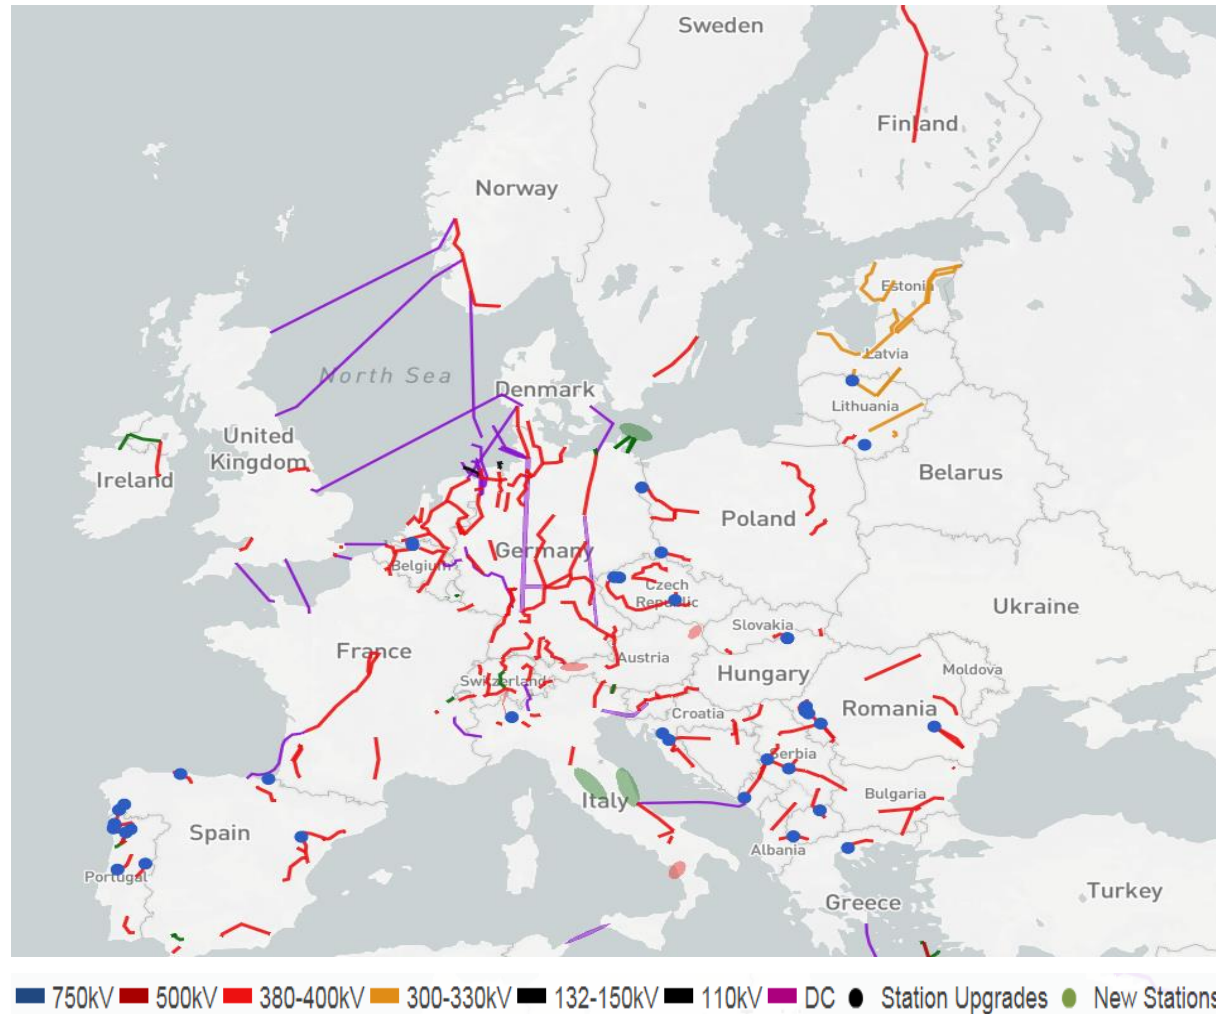 Sweden
Finland
Norway
Estonia
North Sea
Latvia
Denmark
Lithuania
United
Kingdom
Ireland
Belarus
Poland
Germany
Belgium
Czech
Republic
Ukraine
Slovakia
France
Austria
Moldova
Hungary
Switzerland
Romania
Croatia
Serbia
Bulgaria
Italy
Spain
Albania
Portugal
Turkey
Greece
750kV 500kV 380-400kV 300-330kV 132-150kV 110kV DC Station Upgrades New Stations